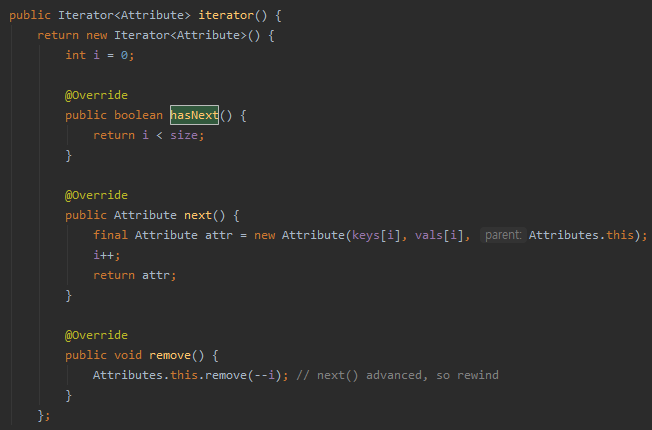 public Iterator<Attribute> iterator() {
return new Iterator<Attribute>() {
int i = 0;
@Override
public boolean hasNext() {
return i < size;
}
@Override
public Attribute next() {
final Attribute attr = new Attribute(keys[i], vals[i], parent: Attributes.this);
i++;
return attr;
}
@Override
public void remove() {
Attributes.this.remove(--i); // next() advanced, so rewind
}
};